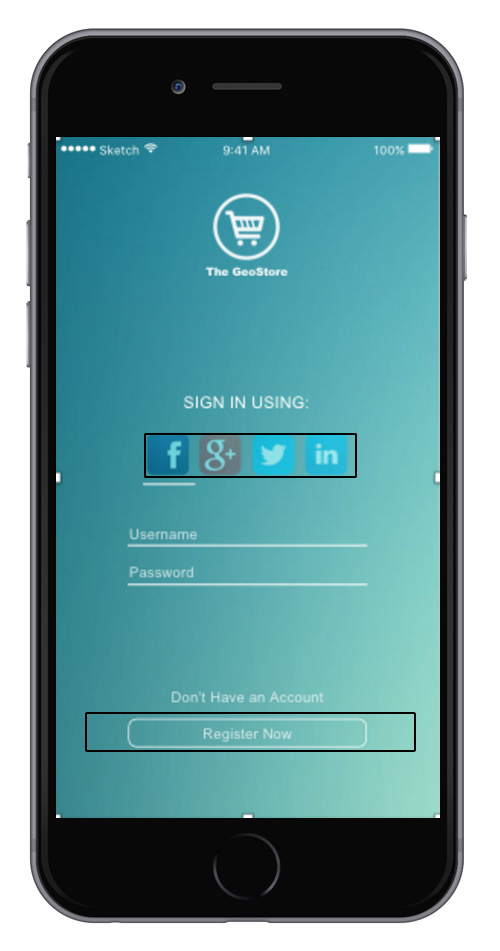 Sketch 9:41 AM 100%
The GeoStore
SIGN IN USING:
f g+ in
Username
Password
Don't Have an Account
Register Now